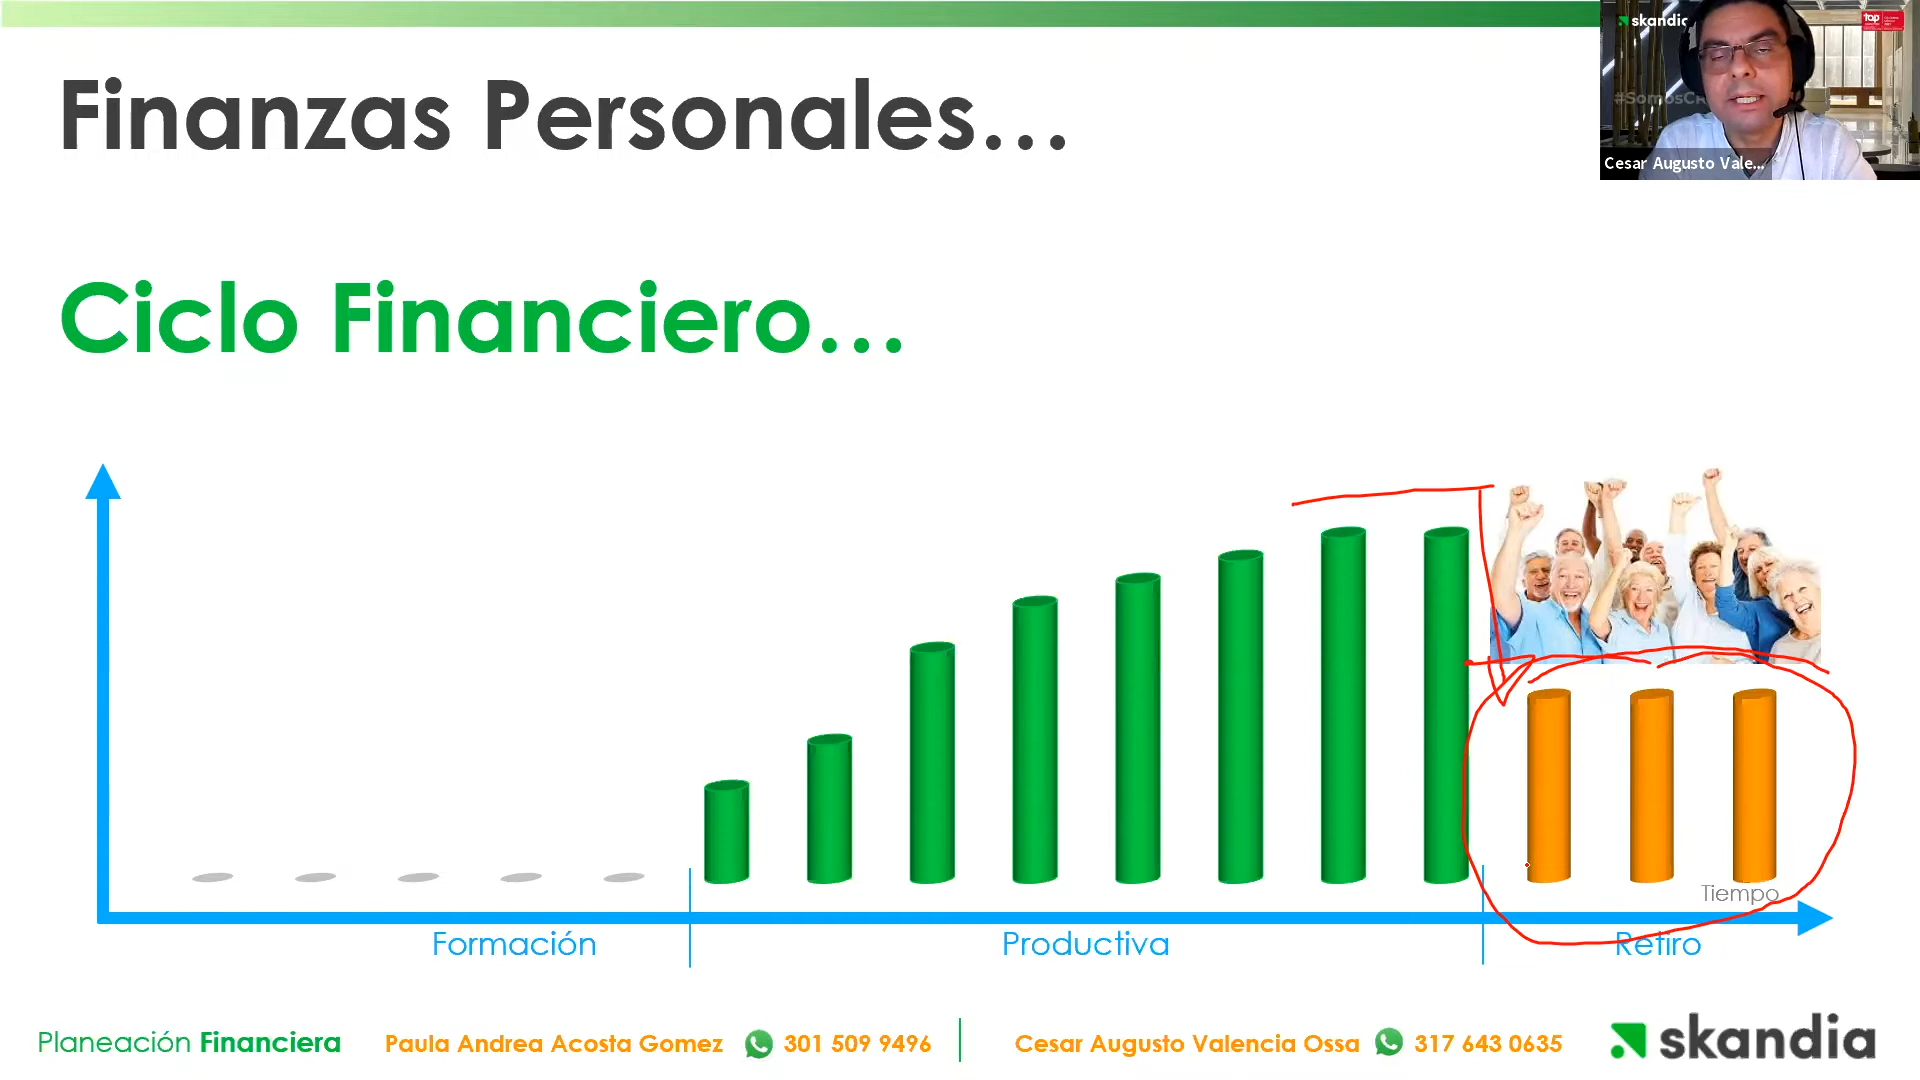 Finanzas Personales...
skandia
top
Cesar Augusto Vale...
Ciclo Financiero...
Tiempo
Formación
Productiva
Retiro
Planeación Financiera
Paula Andrea Acosta Gomez 301 509 9496
Cesar Augusto Valencia Ossa 317 643 0635
skandia